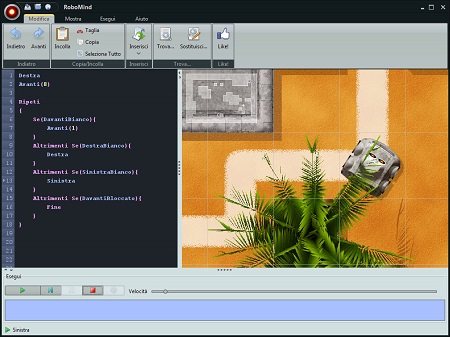 RoboMind
Modifica Mostra Esegui Aiuto
Indietro Avanti Incolla Taglia Copia Seleziona Tutto Inserisci Trova... Sostituisci... Like!
Indietro Copia/Incolla Inserisci Trova... Like!
1 Destra
2 Avanti(8)
3
4 Ripeti
5 {
6 Se(DavantiBianco){
7 Avanti(1)
8 }
9 Altrimenti Se(DestraBianco){
10 Destra
11 }
12 Altrimenti Se(SinistraBianco){
13 Sinistra
14 }
15 Altrimenti Se(DavantiBloccato){
16 Fine
17 }
18 }
Esegui
Velocità
Sinistra